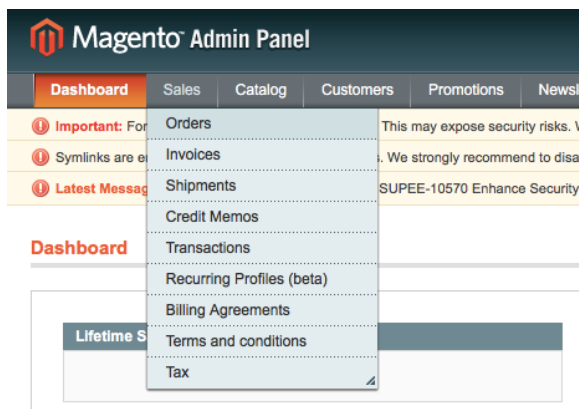 Magento Admin Panel
Dashboard Sales Catalog Customers Promotions
Important: For This may expose security risks.
Symlinks are We strongly recommend to
Latest SUPEE-10570 Enhance Security
Orders
Invoices
Shipments
Credit Memos
Transactions
Recurring Profiles (beta)
Billing Agreements
Terms and conditions
Tax
Dashboard
Lifetime